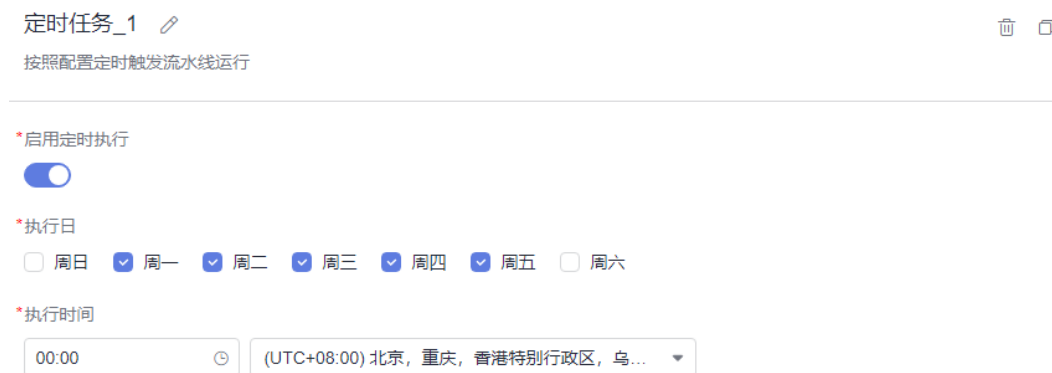 定时任务_1
按照配置定时触发流水线运行
*启用定时执行
*执行日
周日 周一 周二 周三 周四 周五 周六
*执行时间
00:00 (UTC+08:00) 北京，重庆，香港特别行政区，乌...